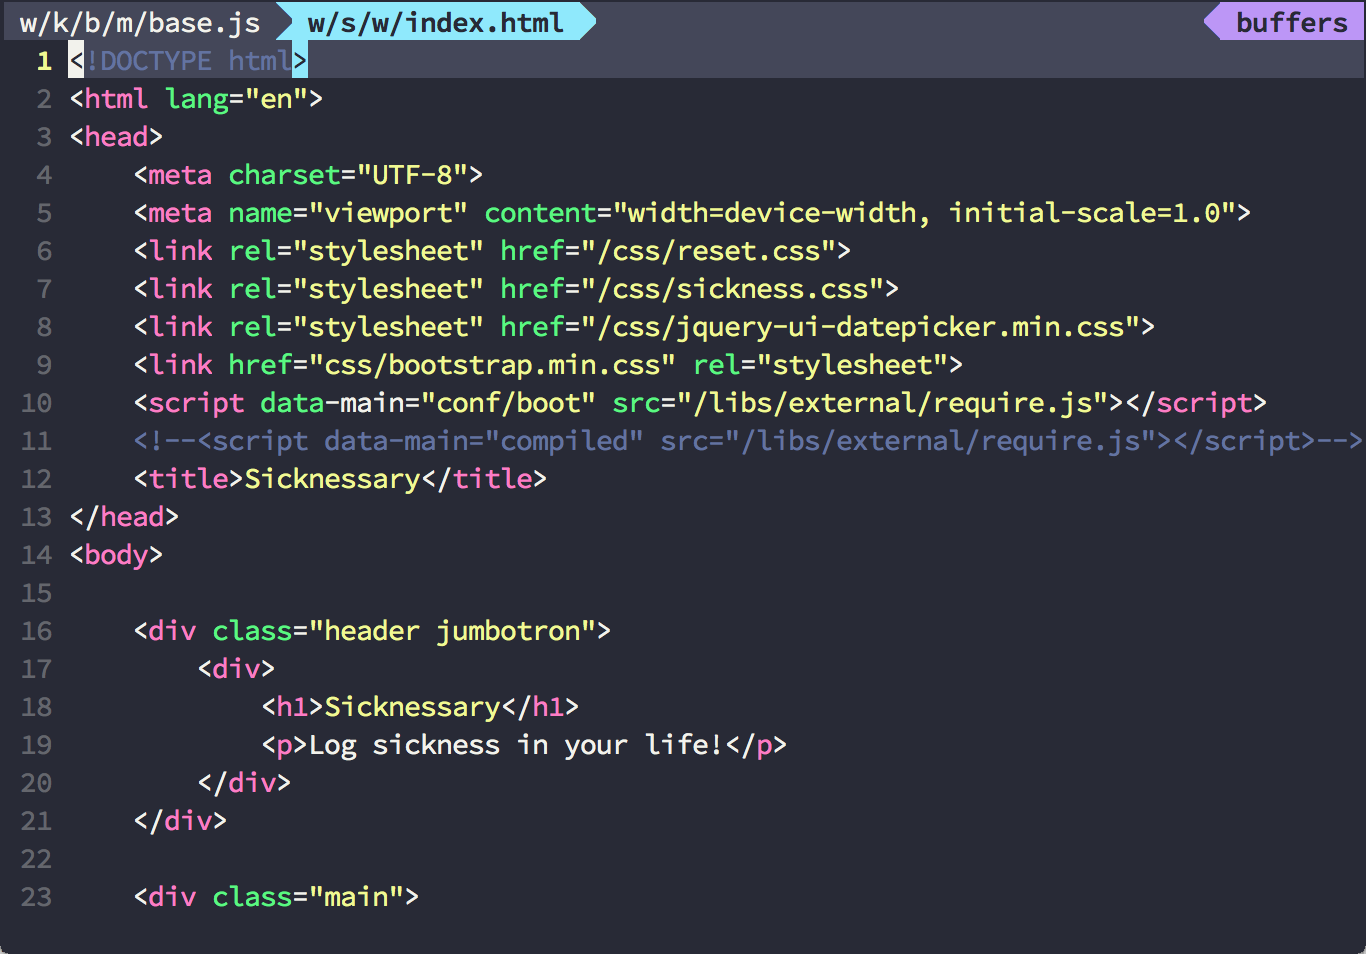 w/k/b/m/base.js w/s/w/index.html buffers
1 <!DOCTYPE html>
2 <html lang="en">
3 <head>
4     <meta charset="UTF-8">
5     <meta name="viewport" content="width=device-width, initial-scale=1.0">
6     <link rel="stylesheet" href="/css/reset.css">
7     <link rel="stylesheet" href="/css/sickness.css">
8     <link rel="stylesheet" href="/css/jquery-ui-datepicker.min.css">
9     <link href="css/bootstrap.min.css" rel="stylesheet">
10     <script data-main="conf/boot" src="/libs/external/require.js"></script>
11     <!--<script data-main="compiled" src="/libs/external/require.js"></script>-->
12     <title>Sicknessary</title>
13 </head>
14 <body>
15
16     <div class="header jumbotron">
17         <div>
18             <h1>Sicknessary</h1>
19             <p>Log sickness in your life!</p>
20         </div>
21     </div>
22
23     <div class="main">